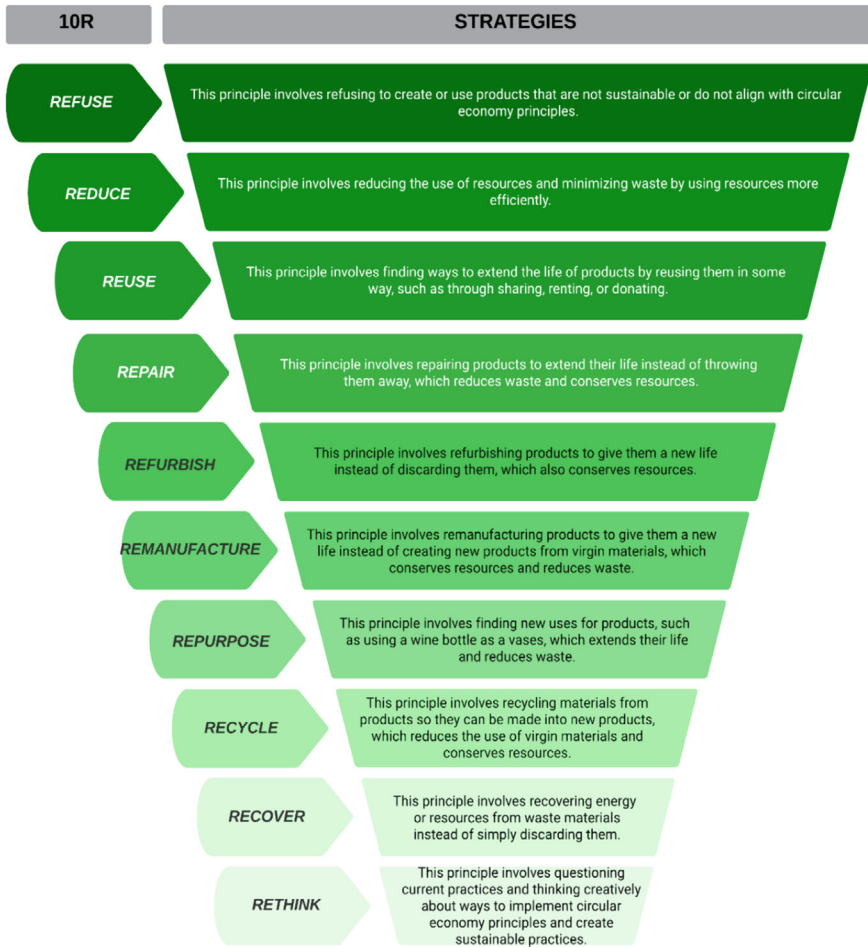 10R
STRATEGIES
REFUSE
This principle involves refusing to create or use products that are not sustainable or do not align with circular
economy principles.
REDUCE
This principle involves reducing the use of resources and minimizing waste by using resources more
efficiently.
REUSE
This principle involves finding ways to extend the life of products by reusing them in some
way, such as through sharing, renting, or donating.
REPAIR
This principle involves repairing products to extend their life instead of throwing
them away, which reduces waste and conserves resources.
REFURBISH
This principle involves refurbishing products to give them a new life
instead of discarding them, which also conserves resources.
REMANUFACTURE
This principle involves remanufacturing products to give them a new
life instead of creating new products from virgin materials, which
conserves resources and reduces waste.
REPURPOSE
This principle involves finding new uses for products, such
as using a wine bottle as a vases, which extends their life
and reduces waste.
RECYCLE
This principle involves recycling materials from
products so they can be made into new products,
which reduces the use of virgin materials and
conserves resources.
RECOVER
This principle involves recovering energy
or resources from waste materials
instead of simply discarding them.
RETHINK
This principle involves questioning
current practices and thinking creatively
about ways to implement circular
economy principles and create
sustainable practices.